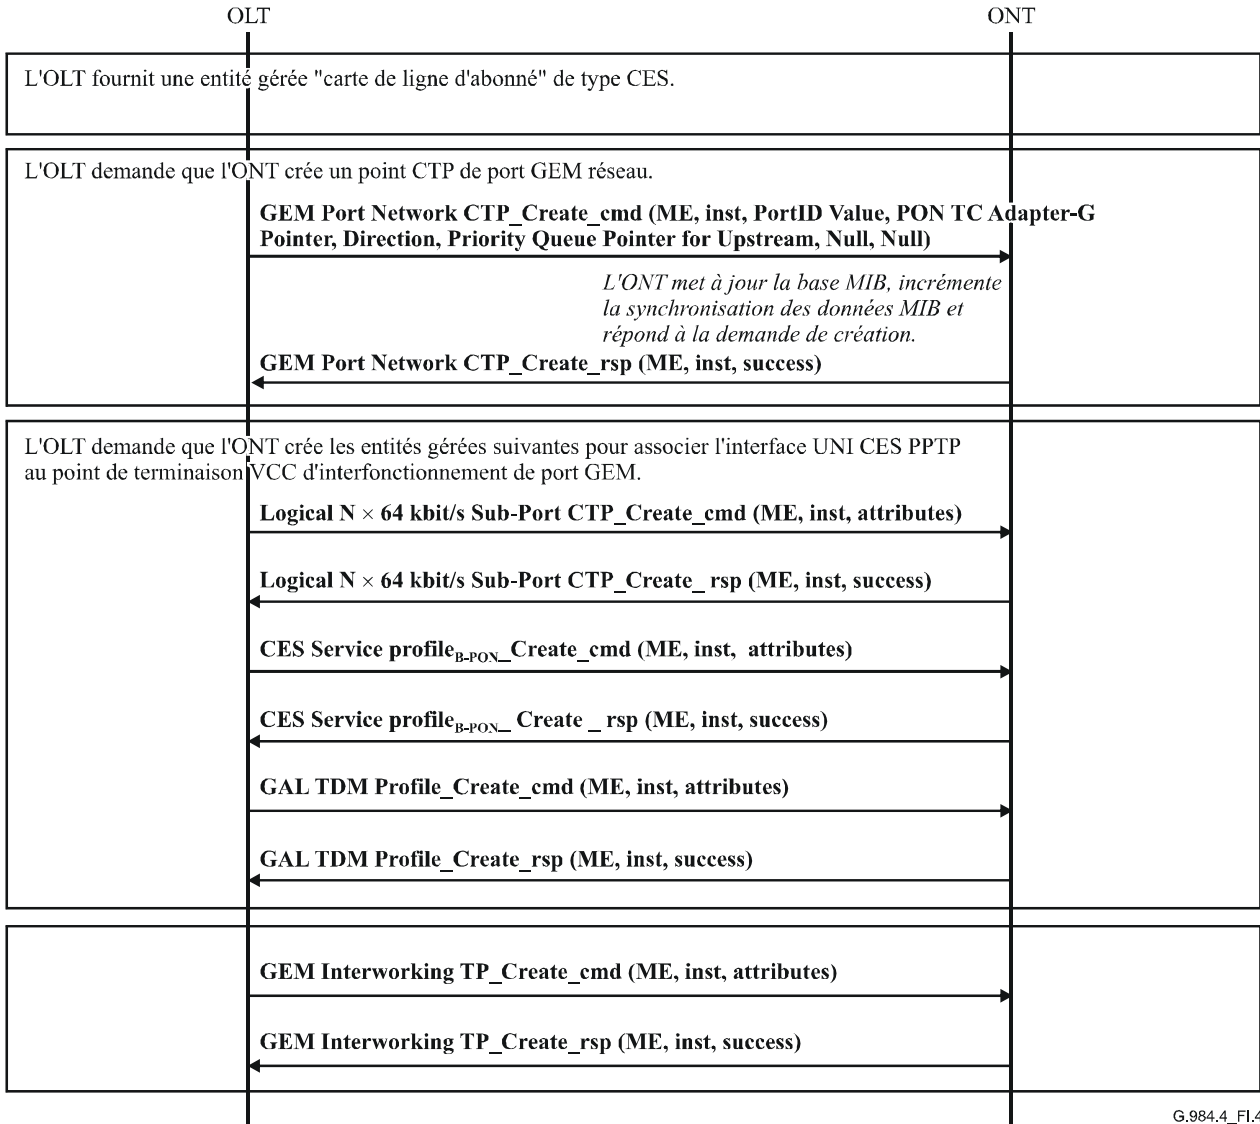 OLT
ONT
L'OLT fournit une entité gérée "carte de ligne d'abonné" de type CES.
L'OLT demande que l'ONT crée un point CTP de port GEM réseau.
GEM Port Network CTP_Create_cmd (ME, inst, PortID Value, PON TC Adapter-G
Pointer, Direction, Priority Queue Pointer for Upstream, Null, Null)
L'ONT met à jour la base MIB, incrémente
la synchronisation des données MIB et
répond à la demande de création.
GEM Port Network CTP_Create_rsp (ME, inst, success)
L'OLT demande que l'ONT crée les entités gérées suivantes pour associer l'interface UNI CES PPTP
au point de terminaison VCC d'interfonctionnement de port GEM.
Logical N × 64 kbit/s Sub-Port CTP_Create_cmd (ME, inst, attributes)
Logical N × 64 kbit/s Sub-Port CTP_Create_ rsp (ME, inst, success)
CES Service profileB-PON_Create_cmd (ME, inst, attributes)
CES Service profileB-PON_ Create _ rsp (ME, inst, success)
GAL TDM Profile_Create_cmd (ME, inst, attributes)
GAL TDM Profile_Create_rsp (ME, inst, success)
GEM Interworking TP_Create_cmd (ME, inst, attributes)
GEM Interworking TP_Create_rsp (ME, inst, success)
G.984.4_FI.4